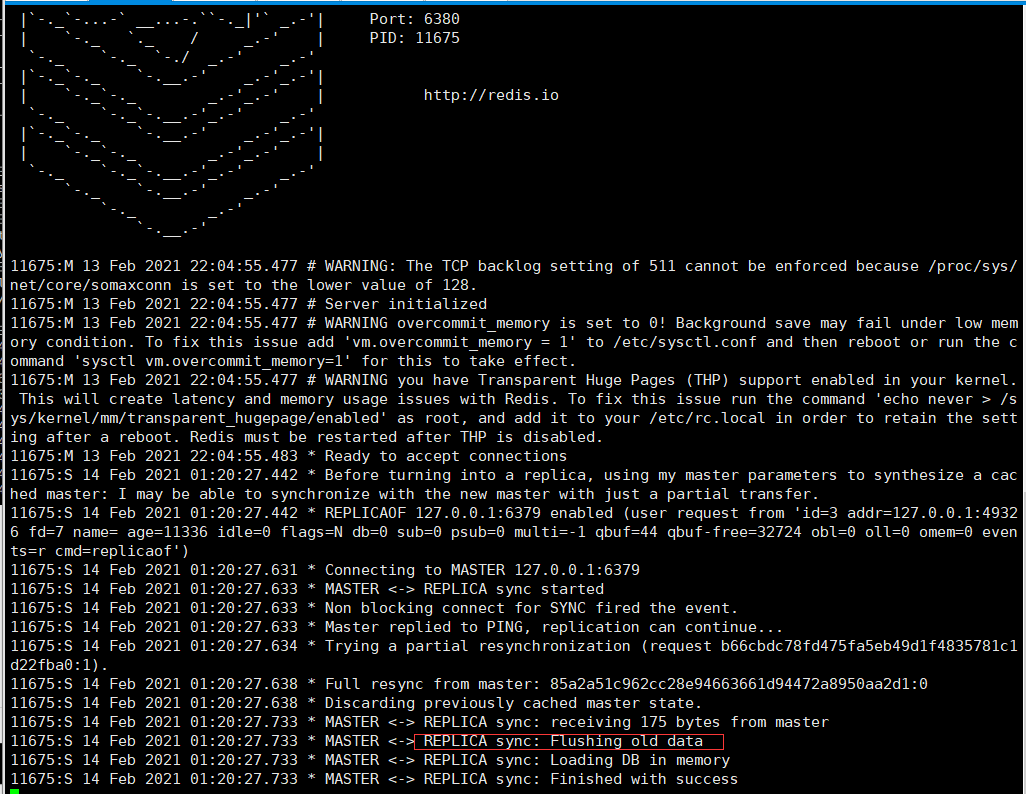 |`-._`-...-` __...-.``-._|'` _.-'|     Port: 6380
|     `-._   `._    /     _.-'    |     PID: 11675
 `-._    `-._  `-./  _.-'    _.-'
|`-._`-._    `-.__.-'    _.-'_.-'|
|    `-._`-._        _.-'_.-'    |           http://redis.io
 `-._    `-._`-.__.-'_.-'    _.-'
|`-._`-._    `-.__.-'    _.-'_.-'|
|    `-._`-._        _.-'_.-'    |
 `-._    `-._`-.__.-'_.-'    _.-'
     `-._    `-.__.-'    _.-'
         `-._        _.-'
             `-.__.-'
11675:M 13 Feb 2021 22:04:55.477 # WARNING: The TCP backlog setting of 511 cannot be enforced because /proc/sys/
net/core/somaxconn is set to the lower value of 128.
11675:M 13 Feb 2021 22:04:55.477 # Server initialized
11675:M 13 Feb 2021 22:04:55.477 # WARNING overcommit_memory is set to 0! Background save may fail under low mem
ory condition. To fix this issue add 'vm.overcommit_memory = 1' to /etc/sysctl.conf and then reboot or run the c
ommand 'sysctl vm.overcommit_memory=1' for this to take effect.
11675:M 13 Feb 2021 22:04:55.477 # WARNING you have Transparent Huge Pages (THP) support enabled in your kernel.
 This will create latency and memory usage issues with Redis. To fix this issue run the command 'echo never > /s
ys/kernel/mm/transparent_hugepage/enabled' as root, and add it to your /etc/rc.local in order to retain the sett
ing after a reboot. Redis must be restarted after THP is disabled.
11675:M 13 Feb 2021 22:04:55.483 * Ready to accept connections
11675:S 14 Feb 2021 01:20:27.442 * Before turning into a replica, using my master parameters to synthesize a cac
hed master: I may be able to synchronize with the new master with just a partial transfer.
11675:S 14 Feb 2021 01:20:27.442 * REPLICAOF 127.0.0.1:6379 enabled (user request from 'id=3 addr=127.0.0.1:4932
6 fd=7 name= age=11336 idle=0 flags=N db=0 sub=0 psub=0 multi=-1 qbuf=44 qbuf-free=32724 obl=0 oll=0 omem=0 even
ts=r cmd=replicaof')
11675:S 14 Feb 2021 01:20:27.631 * Connecting to MASTER 127.0.0.1:6379
11675:S 14 Feb 2021 01:20:27.633 * MASTER <-> REPLICA sync started
11675:S 14 Feb 2021 01:20:27.633 * Non blocking connect for SYNC fired the event.
11675:S 14 Feb 2021 01:20:27.633 * Master replied to PING, replication can continue...
11675:S 14 Feb 2021 01:20:27.634 * Trying a partial resynchronization (request b66cbdc78fd475fa5eb49d1f4835781c1
d22fba0:1).
11675:S 14 Feb 2021 01:20:27.638 * Full resync from master: 85a2a51c962cc28e94663661d94472a8950aa2d1:0
11675:S 14 Feb 2021 01:20:27.638 * Discarding previously cached master state.
11675:S 14 Feb 2021 01:20:27.733 * MASTER <-> REPLICA sync: receiving 175 bytes from master
11675:S 14 Feb 2021 01:20:27.733 * MASTER <-> REPLICA sync: Flushing old data
11675:S 14 Feb 2021 01:20:27.733 * MASTER <-> REPLICA sync: Loading DB in memory
11675:S 14 Feb 2021 01:20:27.733 * MASTER <-> REPLICA sync: Finished with success